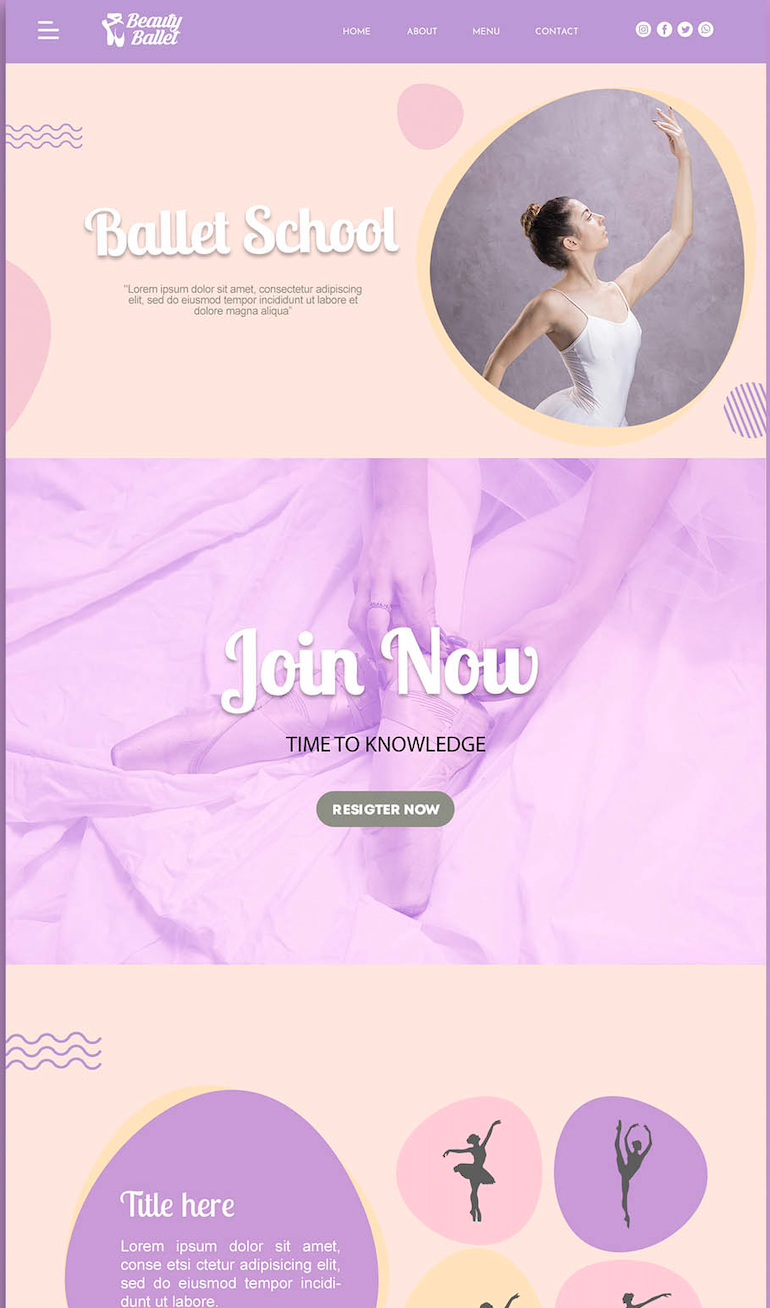 Beauty
Ballet
HOME ABOUT MENU CONTACT
Ballet School
"Lorem ipsum dolor sit amet, consectetur adipiscing
elit, sed do eiusmod tempor incididunt ut labore et
dolore magna aliqua"
Join Now
TIME TO KNOWLEDGE
RESIGTER NOW
Title here
Lorem ipsum dolor sit amet,
conse etsi ctetur adipisicing elit,
sed do eiusmod tempor incidi-
dunt ut labore.